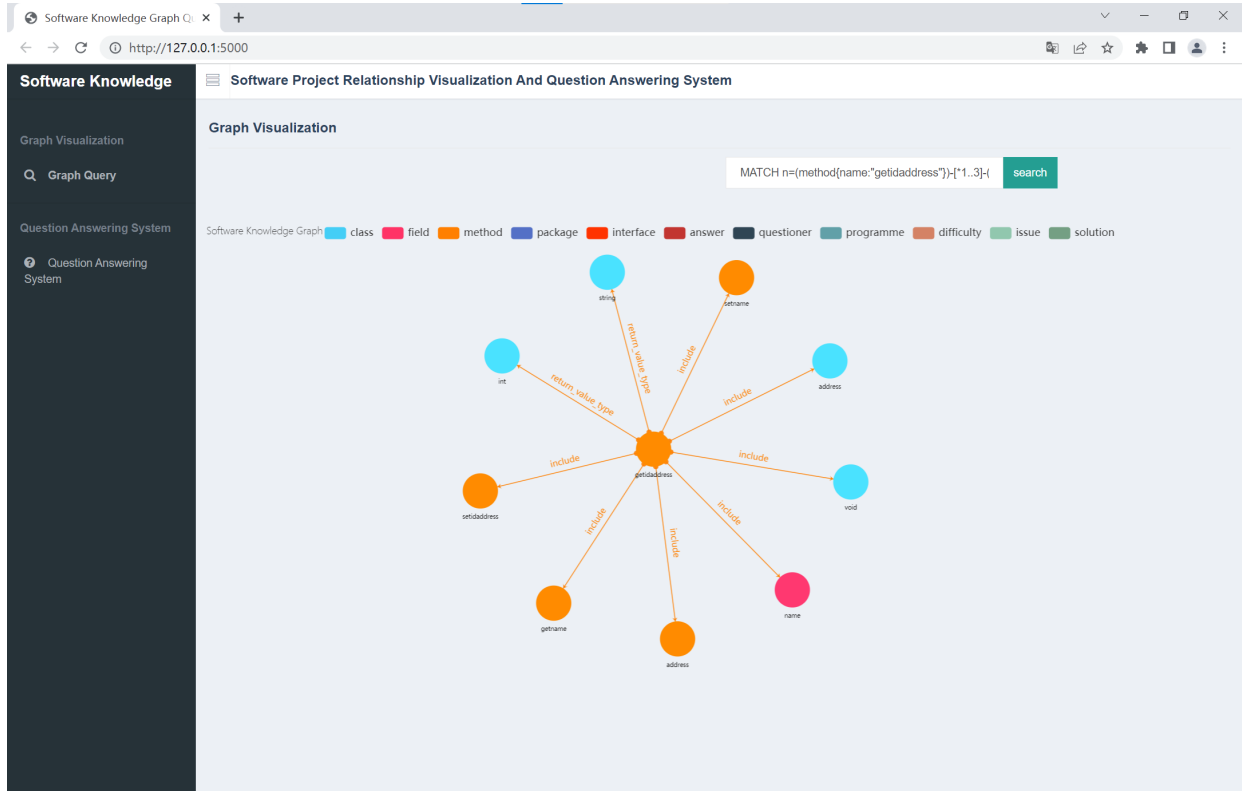 Software Knowledge Graph Q
http://127.0.0.1:5000
Software Knowledge
Software Project Relationship Visualization And Question Answering System
Graph Visualization
Graph Query
Question Answering System
Question Answering
System
Graph Visualization
MATCH n=(method{name:"getidaddress"})-[*1..3]-(
search
Software Knowledge Graph class field method package interface answer questioner programme difficulty issue solution
string
setname
return_value_type
include
int
address
return_value_type
include
include
include
getidaddress
void
setidaddress
include
include
include
getname
name
address